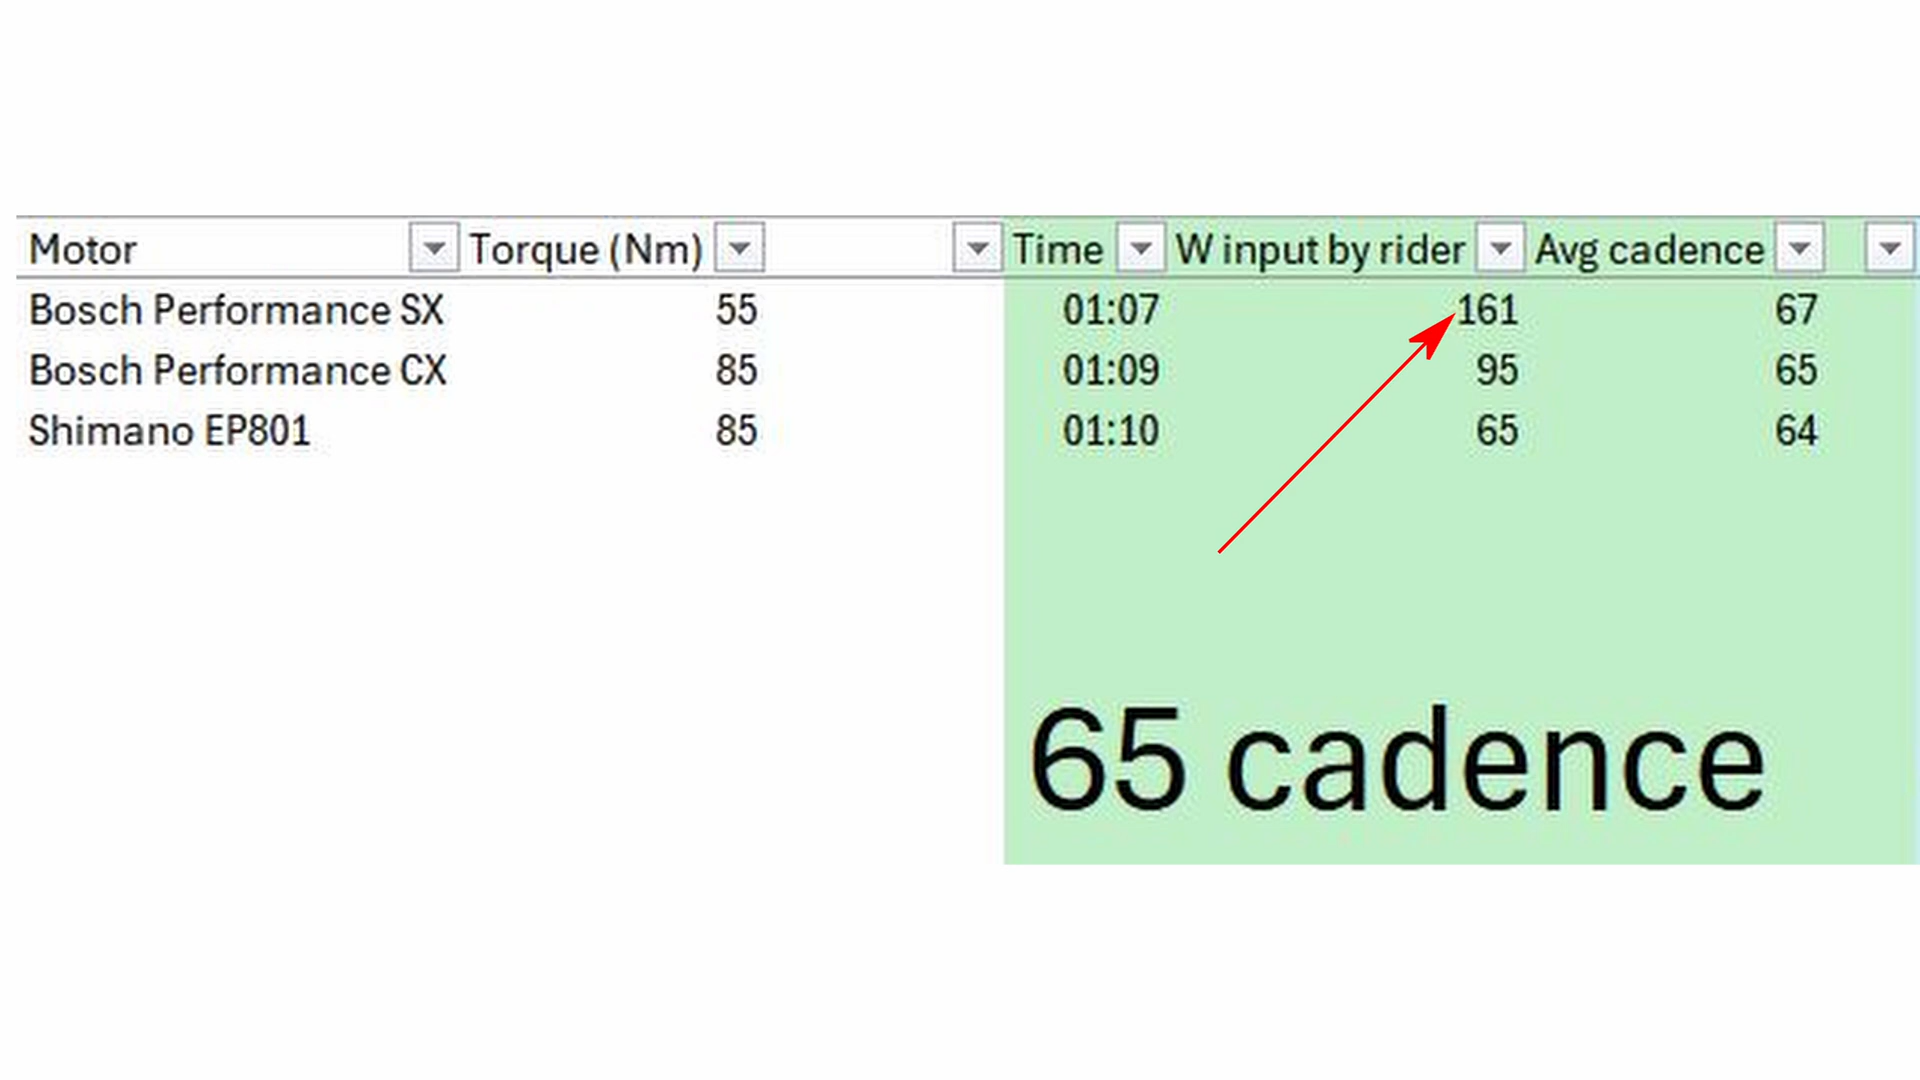 Motor Torque (Nm) Time W input by rider Avg cadence
Bosch Performance SX 55 01:07 161 67
Bosch Performance CX 85 01:09 95 65
Shimano EP801 85 01:10 65 64
65 cadence